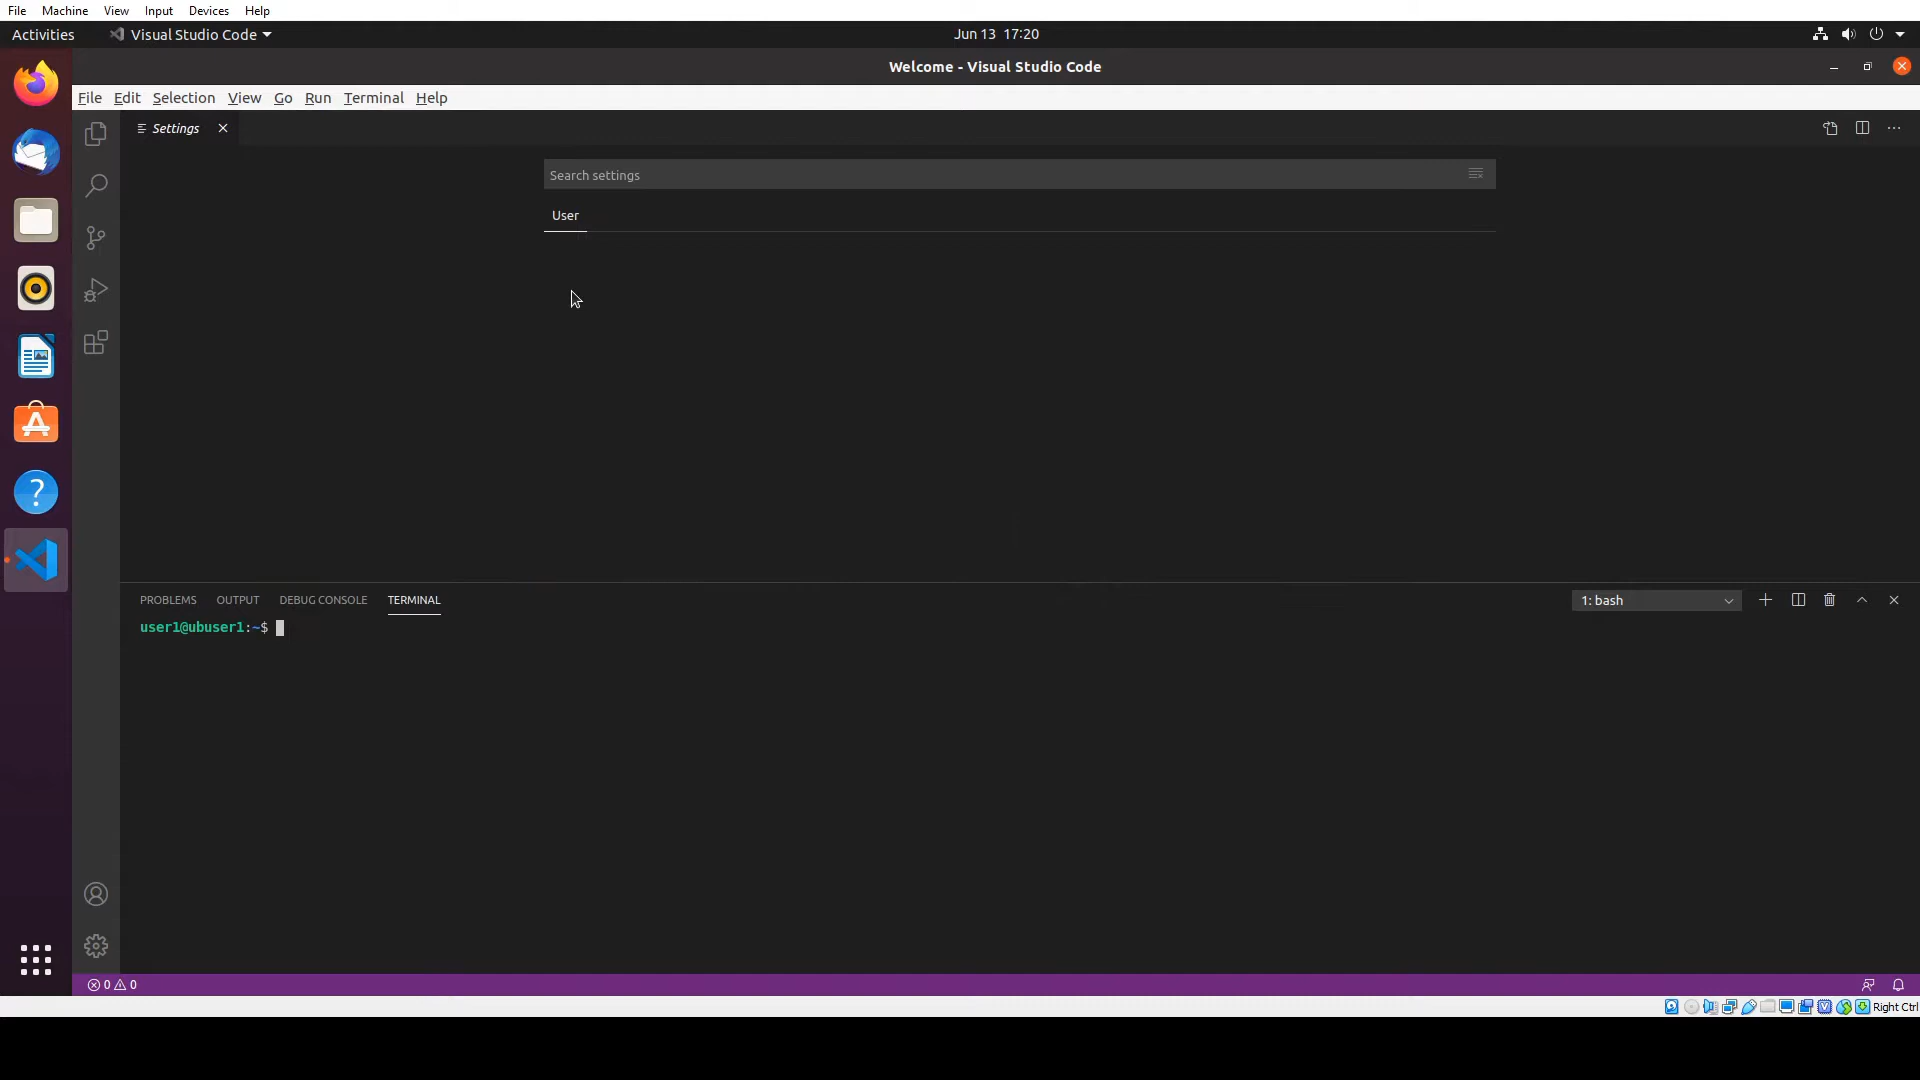 File Machine View Input Devices Help
Activities Visual Studio Code Jun 13 17:20
Welcome - Visual Studio Code
File Edit Selection View Go Run Terminal Help
Settings
Search settings
User
PROBLEMS OUTPUT DEBUG CONSOLE TERMINAL 1: bash
user1@ubuser1:~$
0 0
Right Ctrl